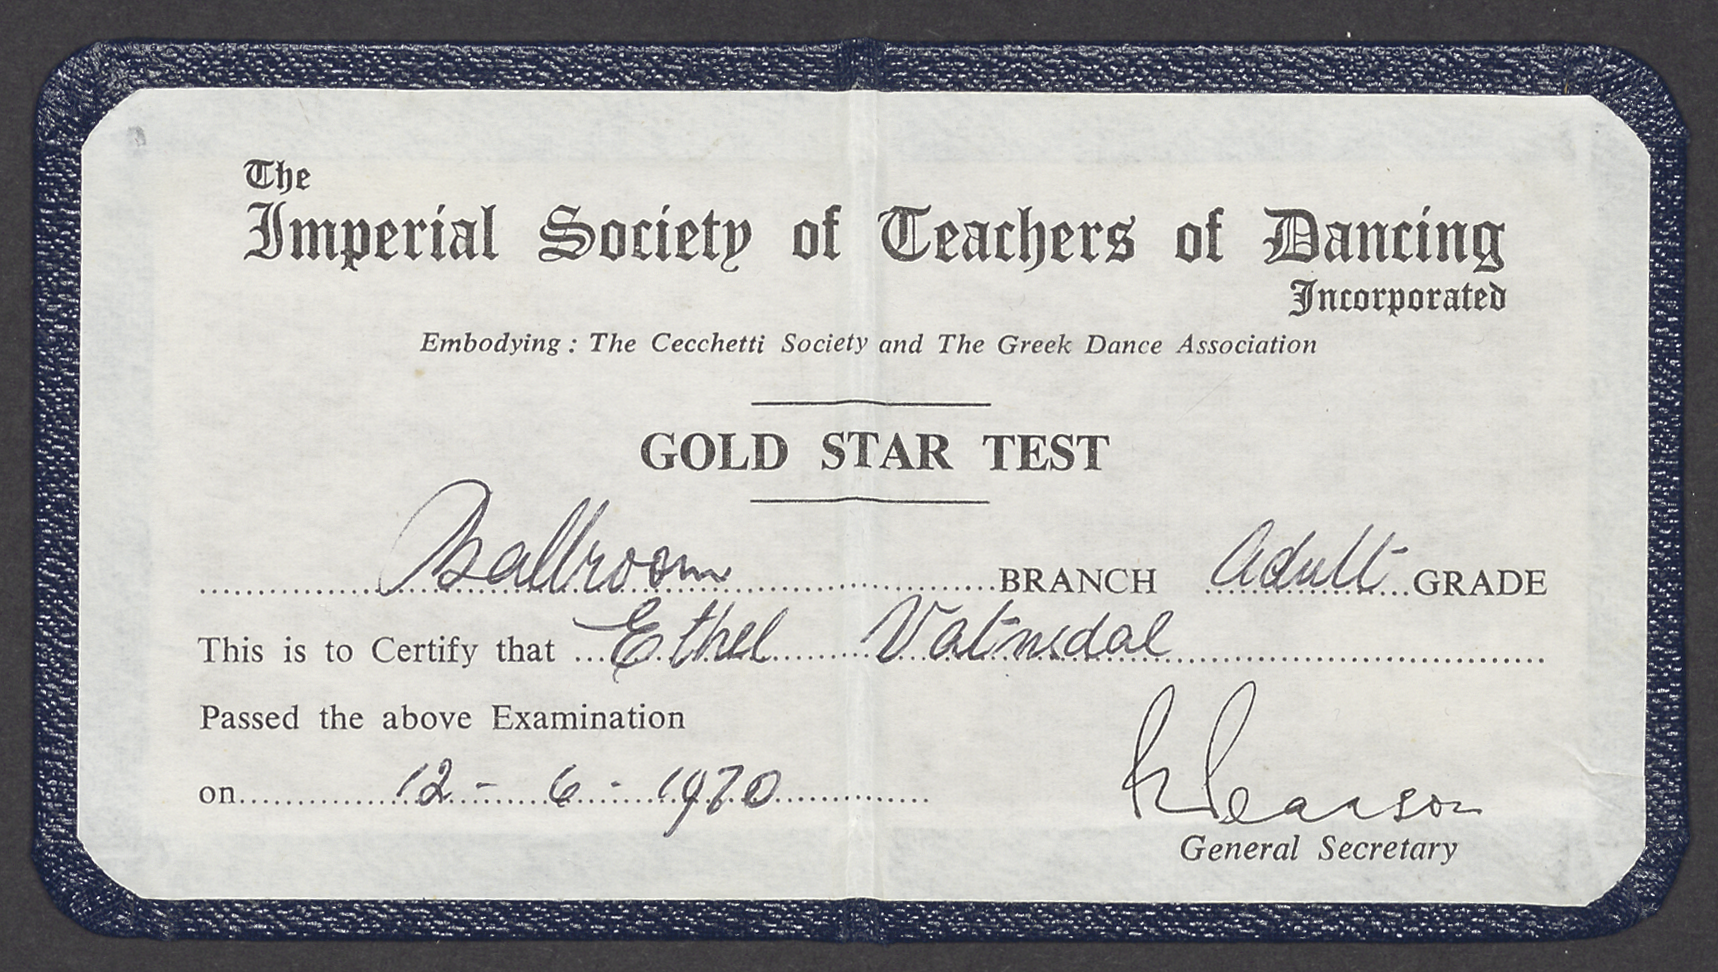 The
Imperial Society of Teachers of Dancing
Incorporated
Embodying : The Cecchetti Society and The Greek Dance Association
GOLD STAR TEST
Ballroom BRANCH Adult GRADE
This is to Certify that Ethel Vatnsdal
Passed the above Examination
on 12 - 6 - 1970
Pearson
General Secretary